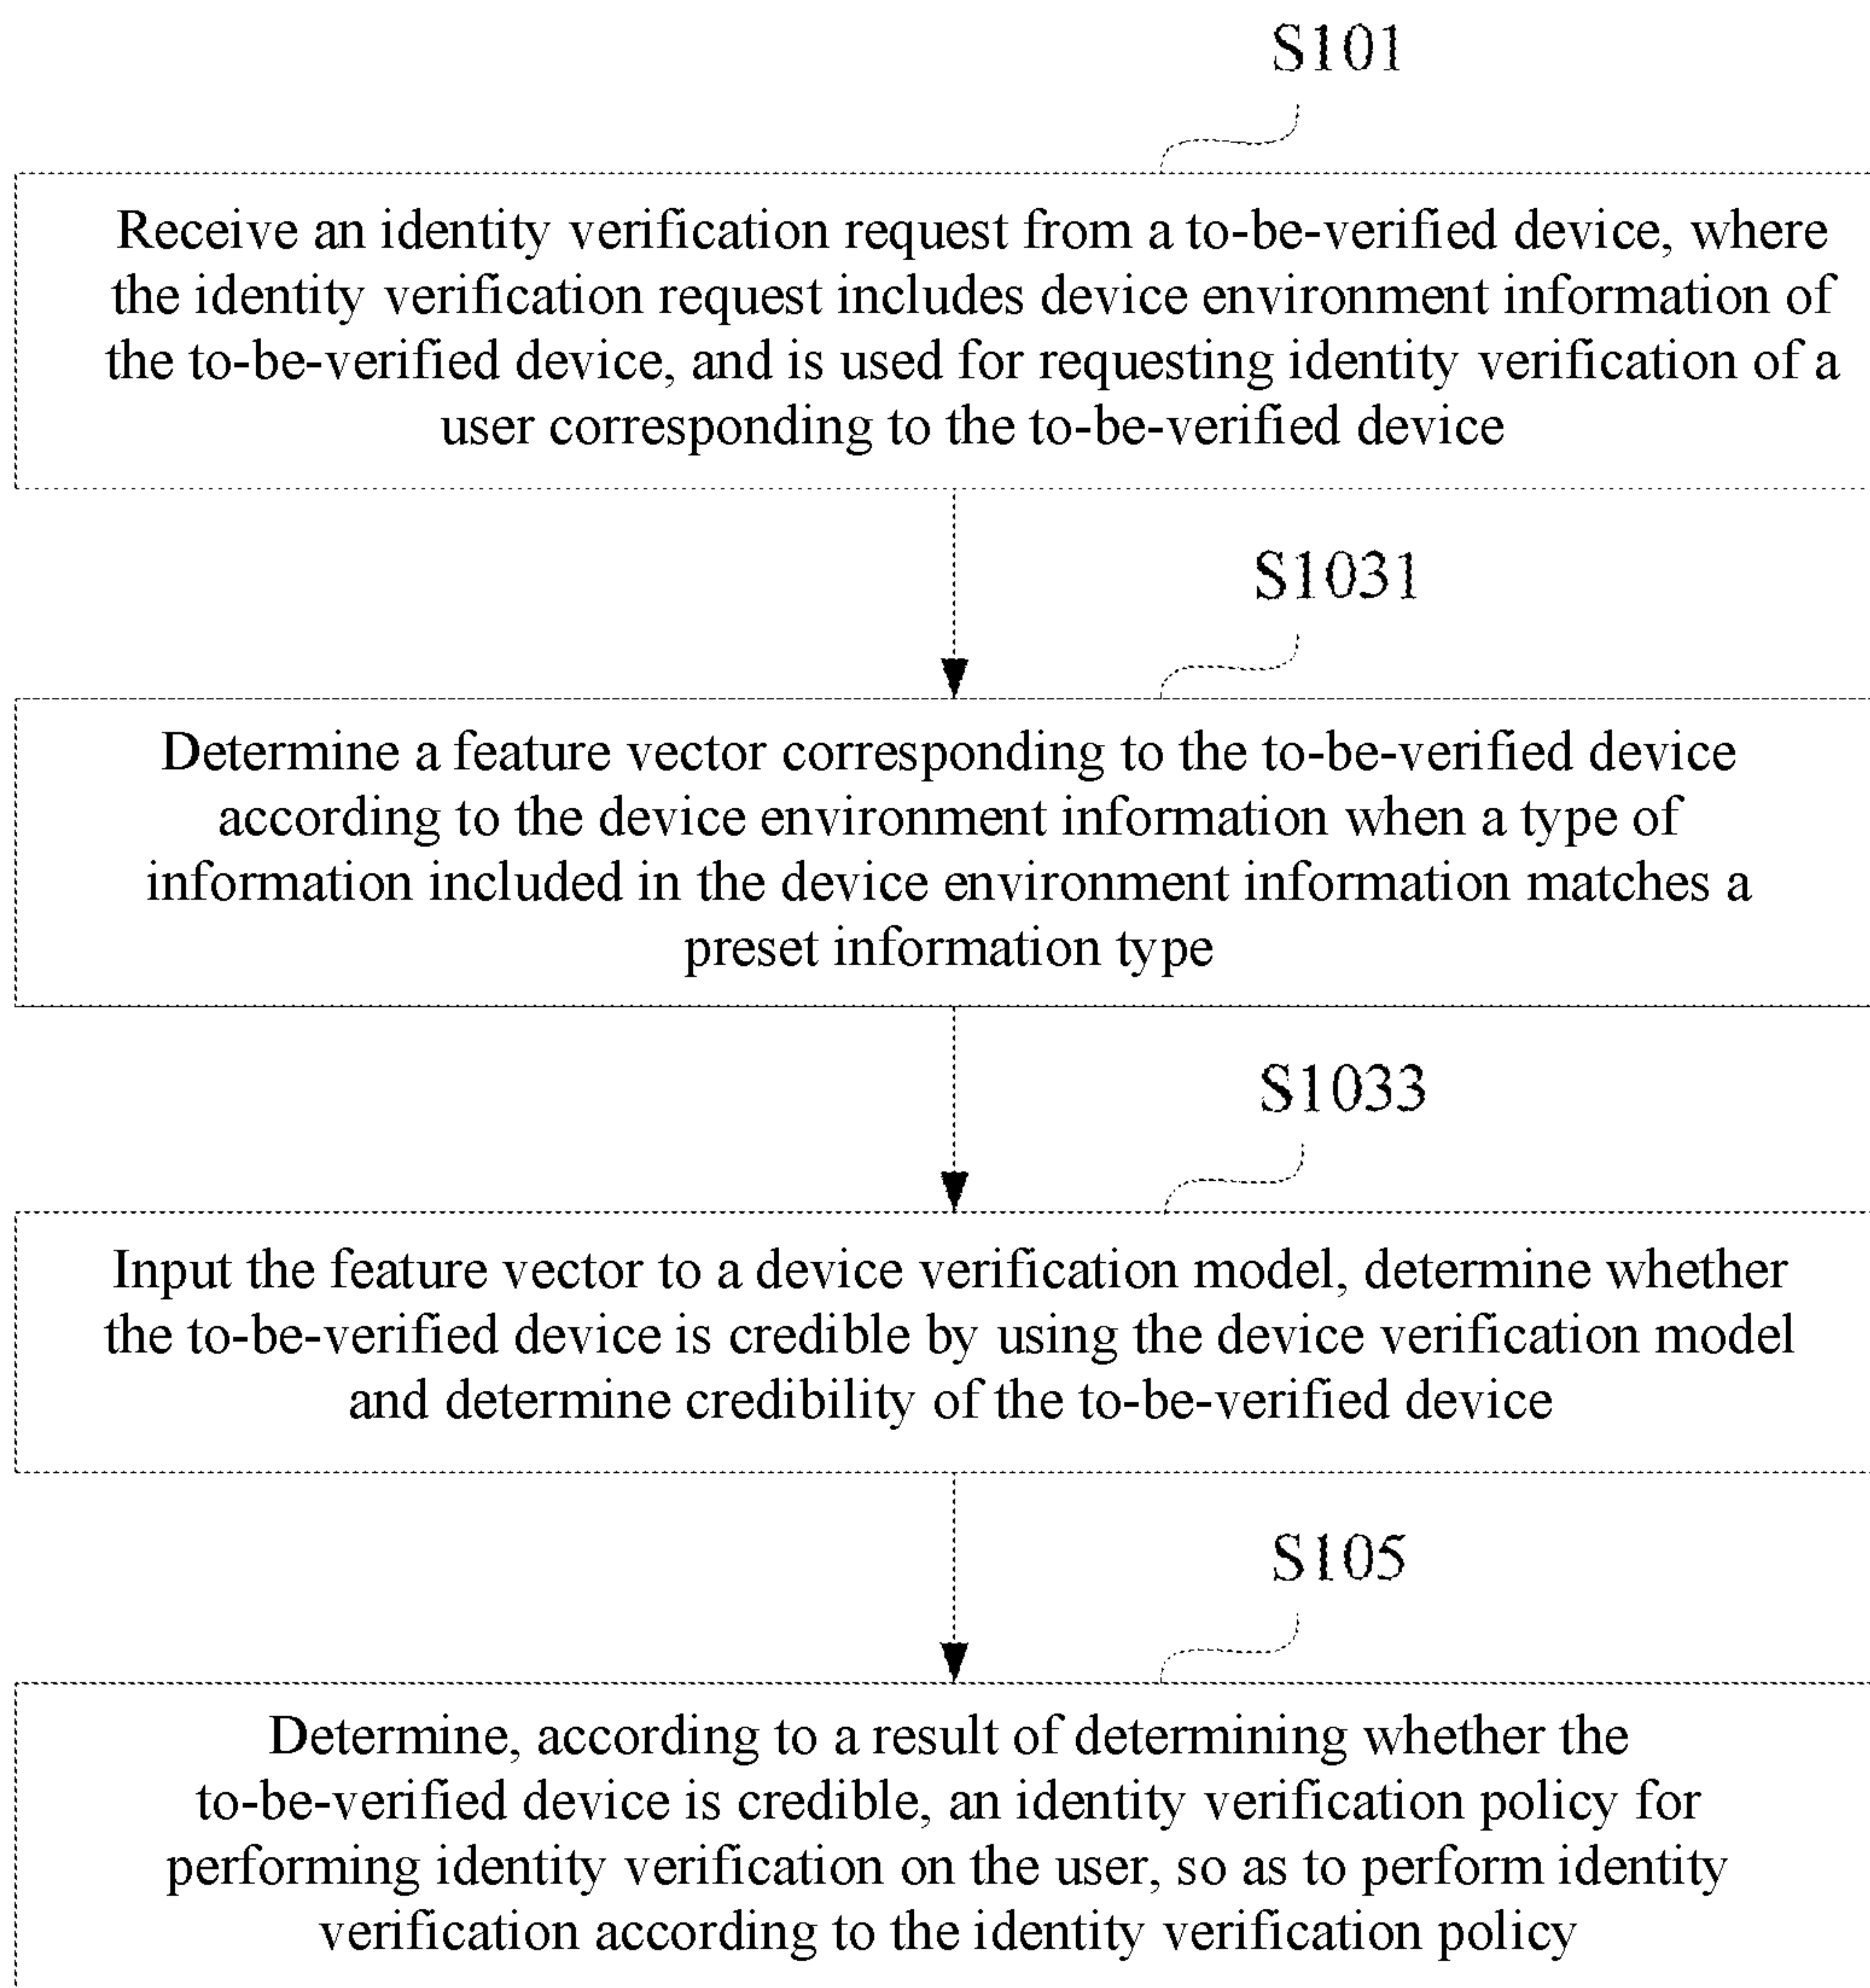 S101
Receive an identity verification request from a to-be-verified device, where
the identity verification request includes device environment information of
the to-be-verified device, and is used for requesting identity verification of a
user corresponding to the to-be-verified device
S1031
Determine a feature vector corresponding to the to-be-verified device
according to the device environment information when a type of
information included in the device environment information matches a
preset information type
S1033
Input the feature vector to a device verification model, determine whether
the to-be-verified device is credible by using the device verification model
and determine credibility of the to-be-verified device
S105
Determine, according to a result of determining whether the
to-be-verified device is credible, an identity verification policy for
performing identity verification on the user, so as to perform identity
verification according to the identity verification policy